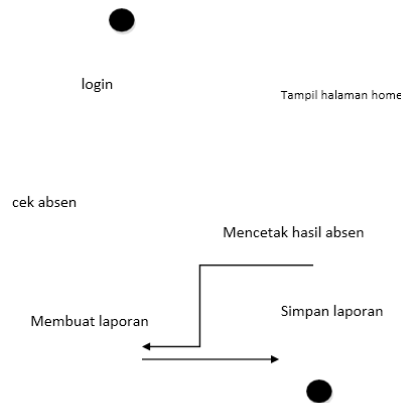 login
Tampil halaman home
cek absen
Mencetak hasil absen
Simpan laporan
Membuat laporan